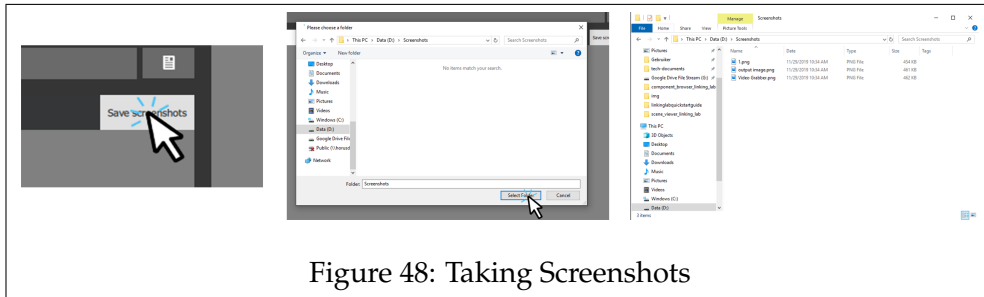 Save screenshots
Please choose a folder
This PC > Data (D:) > Screenshots
Search Screenshots
Organize
New folder
Desktop
Documents
Downloads
Music
Pictures
Videos
Windows (C:)
Data (D:)
Google Drive File
Network
No items match your search.
Folder: Screenshots
Select Folder
Cancel
Save scre
Manage
Screenshots
File
Home
Share
View
Picture Tools
This PC > Data (D:) > Screenshots
Search Screenshots
Pictures
Gebruiker
tech-documents
Google Drive File Stream (G:)
component_browser_linking_lab
img
linkinglabquickstartguide
scene_viewer_linking_lab
This PC
3D Objects
Desktop
Documents
Downloads
Music
Pictures
Videos
Windows (C:)
Data (D:)
3 items
Name Date Type Size Tags
1.png 11/29/2019 10:34 AM PNG File 454 KB
output image.png 11/29/2019 10:34 AM PNG File 461 KB
Video Grabber.png 11/29/2019 10:34 AM PNG File 462 KB
Figure 48: Taking Screenshots